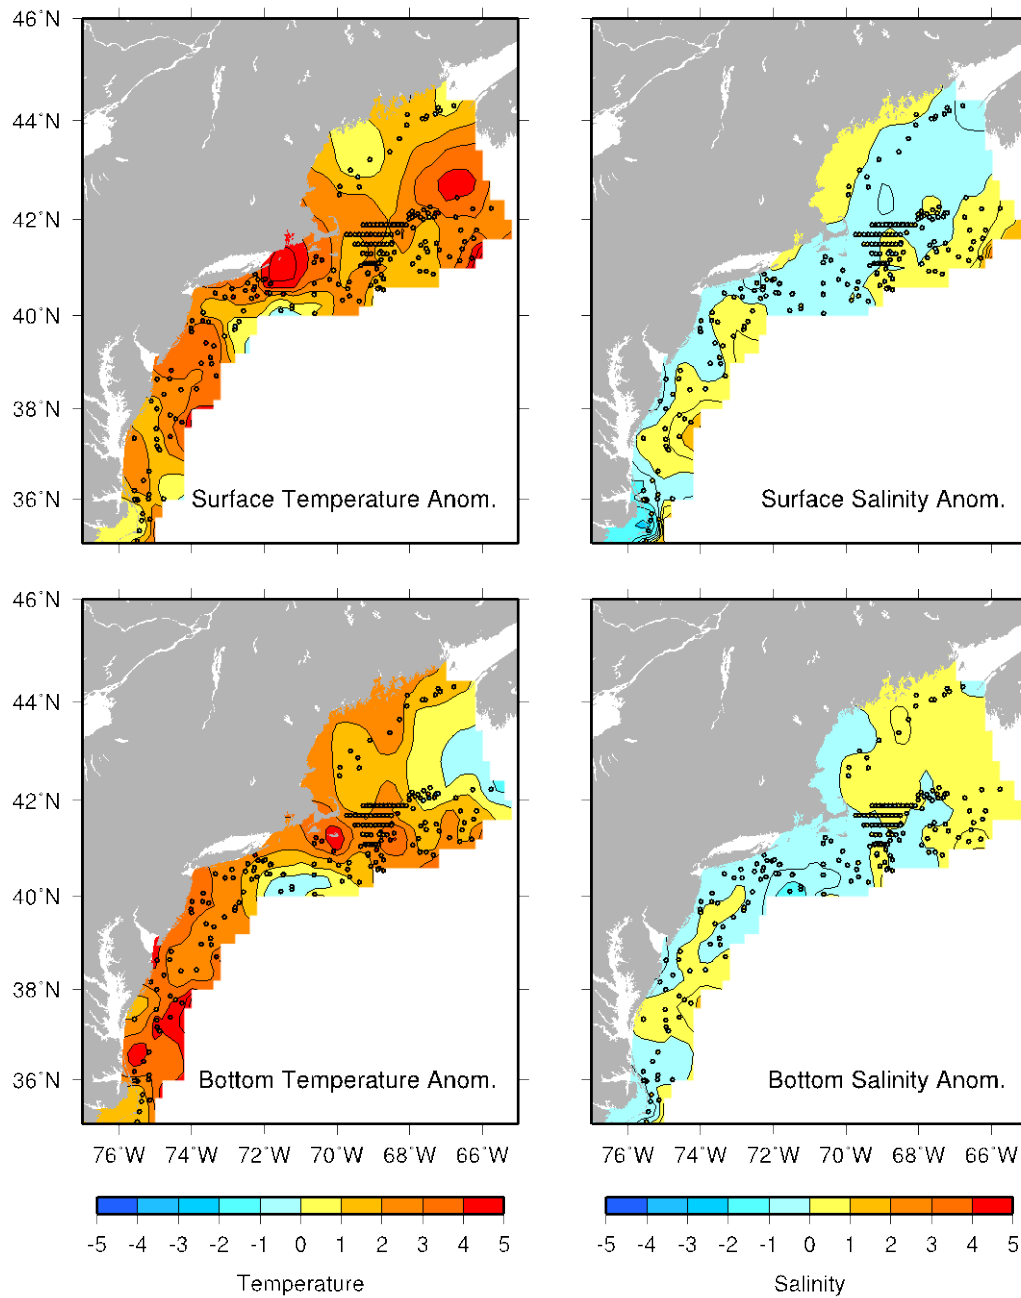 46°N
44°N
42°N
40°N
38°N
36°N
Surface Temperature Anom.
Surface Salinity Anom.
46°N
44°N
42°N
40°N
38°N
36°N
Bottom Temperature Anom.
Bottom Salinity Anom.
76°W 74°W 72°W 70°W 68°W 66°W
76°W 74°W 72°W 70°W 68°W 66°W
-5 -4 -3 -2 -1 0 1 2 3 4 5
-5 -4 -3 -2 -1 0 1 2 3 4 5
Temperature
Salinity